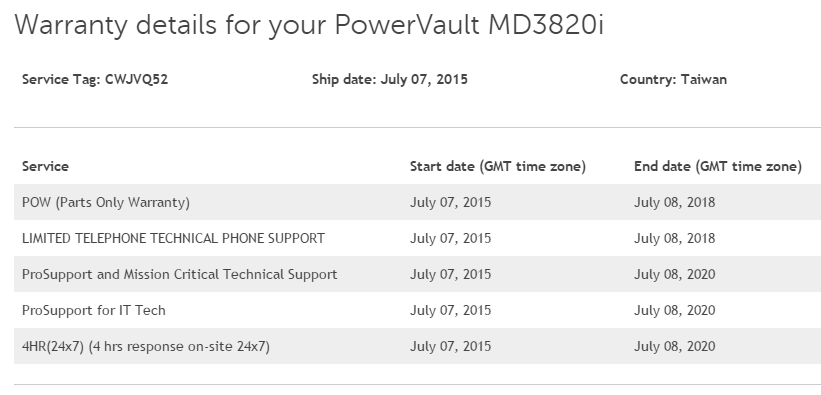 Warranty details for your PowerVault MD3820i
Service Tag: CWJVQ52 Ship date: July 07, 2015 Country: Taiwan
Service Start date (GMT time zone) End date (GMT time zone)
POW (Parts Only Warranty) July 07, 2015 July 08, 2018
LIMITED TELEPHONE TECHNICAL PHONE SUPPORT July 07, 2015 July 08, 2018
ProSupport and Mission Critical Technical Support July 07, 2015 July 08, 2020
ProSupport for IT Tech July 07, 2015 July 08, 2020
4HR(24x7) (4 hrs response on-site 24x7) July 07, 2015 July 08, 2020